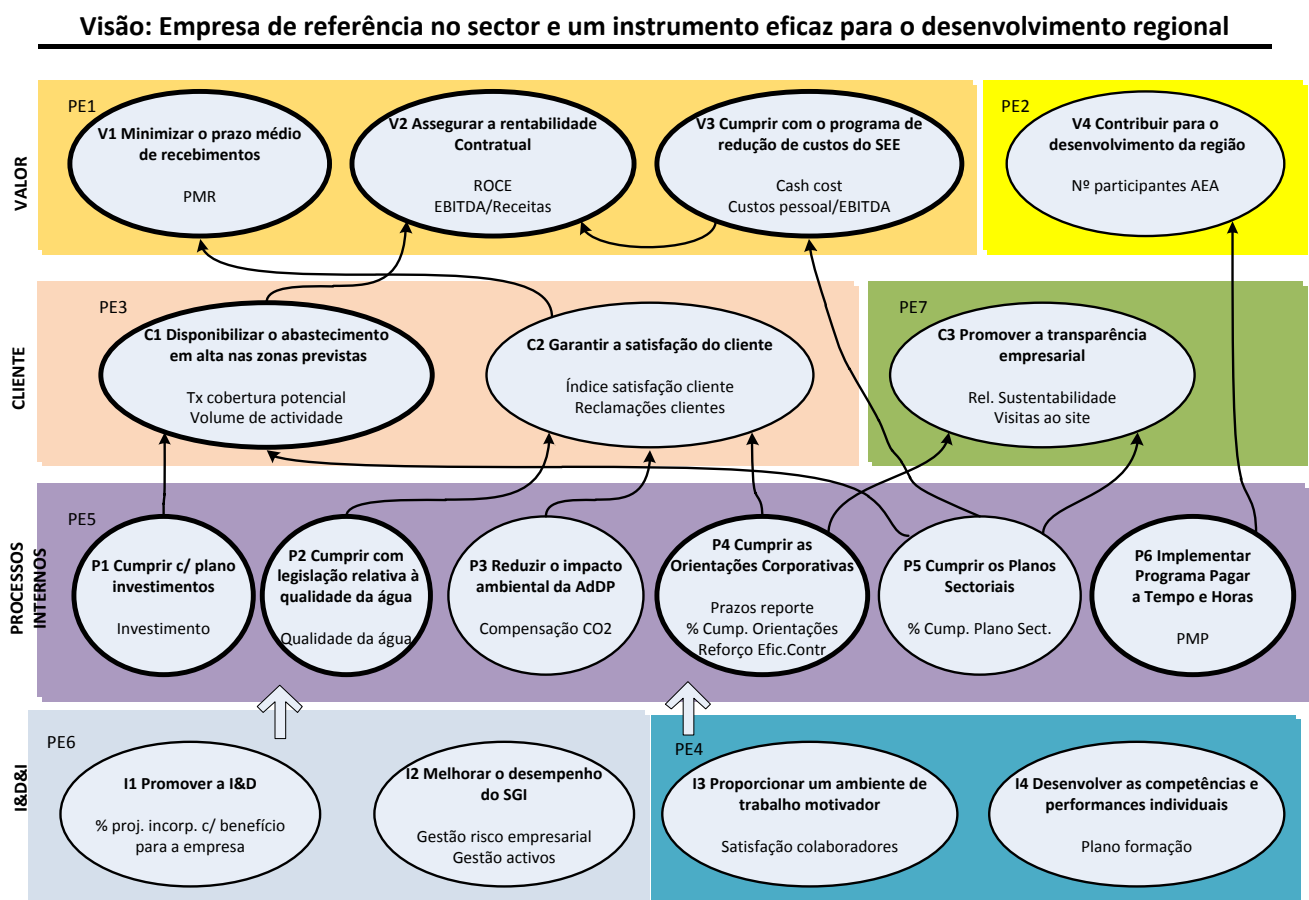 Visão: Empresa de referência no sector e um instrumento eficaz para o desenvolvimento regional
VALOR
PE1
V1 Minimizar o prazo médio
de recebimentos
PMR
V2 Assegurar a rentabilidade
Contratual
ROCE
EBITDA/Receitas
V3 Cumprir com o programa de
redução de custos do SEE
Cash cost
Custos pessoal/EBITDA
PE2
V4 Contribuir para o
desenvolvimento da região
Nº participantes AEA
CLIENTE
PE3
C1 Disponibilizar o abastecimento
em alta nas zonas previstas
Tx cobertura potencial
Volume de actividade
C2 Garantir a satisfação do cliente
Índice satisfação cliente
Reclamações clientes
PE7
C3 Promover a transparência
empresarial
Rel. Sustentabilidade
Visitas ao site
PROCESSOS
INTERNOS
PE5
P1 Cumprir c/ plano
investimentos
Investimento
P2 Cumprir com
legislação relativa à
qualidade da água
Qualidade da água
P3 Reduzir o impacto
ambiental da AdDP
Compensação CO2
P4 Cumprir as
Orientações Corporativas
Prazos reporte
% Cump. Orientações
Reforço Efic.Contr
P5 Cumprir os Planos
Sectoriais
% Cump. Plano Sect.
P6 Implementar
Programa Pagar
a Tempo e Horas
PMP
I&D&I
PE6
I1 Promover a I&D
% proj. incorp. c/ benefício
para a empresa
I2 Melhorar o desempenho
do SGI
Gestão risco empresarial
Gestão activos
PE4
I3 Proporcionar um ambiente de
trabalho motivador
Satisfação colaboradores
I4 Desenvolver as competências e
performances individuais
Plano formação